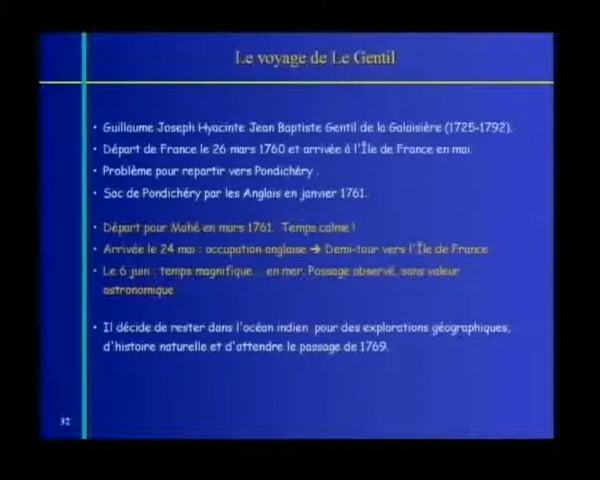 Le voyage de Le Gentil
• Guillaume Joseph Hyacinte Jean Baptiste Gentil de la Galaisière (1725-1792).
• Départ de France le 26 mars 1760 et arrivée à l'Île de France en mai.
• Problème pour repartir vers Pondichéry .
• Sac de Pondichéry par les Anglais en janvier 1761.
• Départ pour Mahé en mars 1761. Temps calme !
• Arrivée le 24 mai : occupation anglaise ➔ Demi-tour vers l'Île de France
• Le 6 juin : temps magnifique... en mer. Passage observé, sans valeur
astronomique
• Il décide de rester dans l'océan indien pour des explorations géographiques,
d'histoire naturelle et d'attendre le passage de 1769.
32